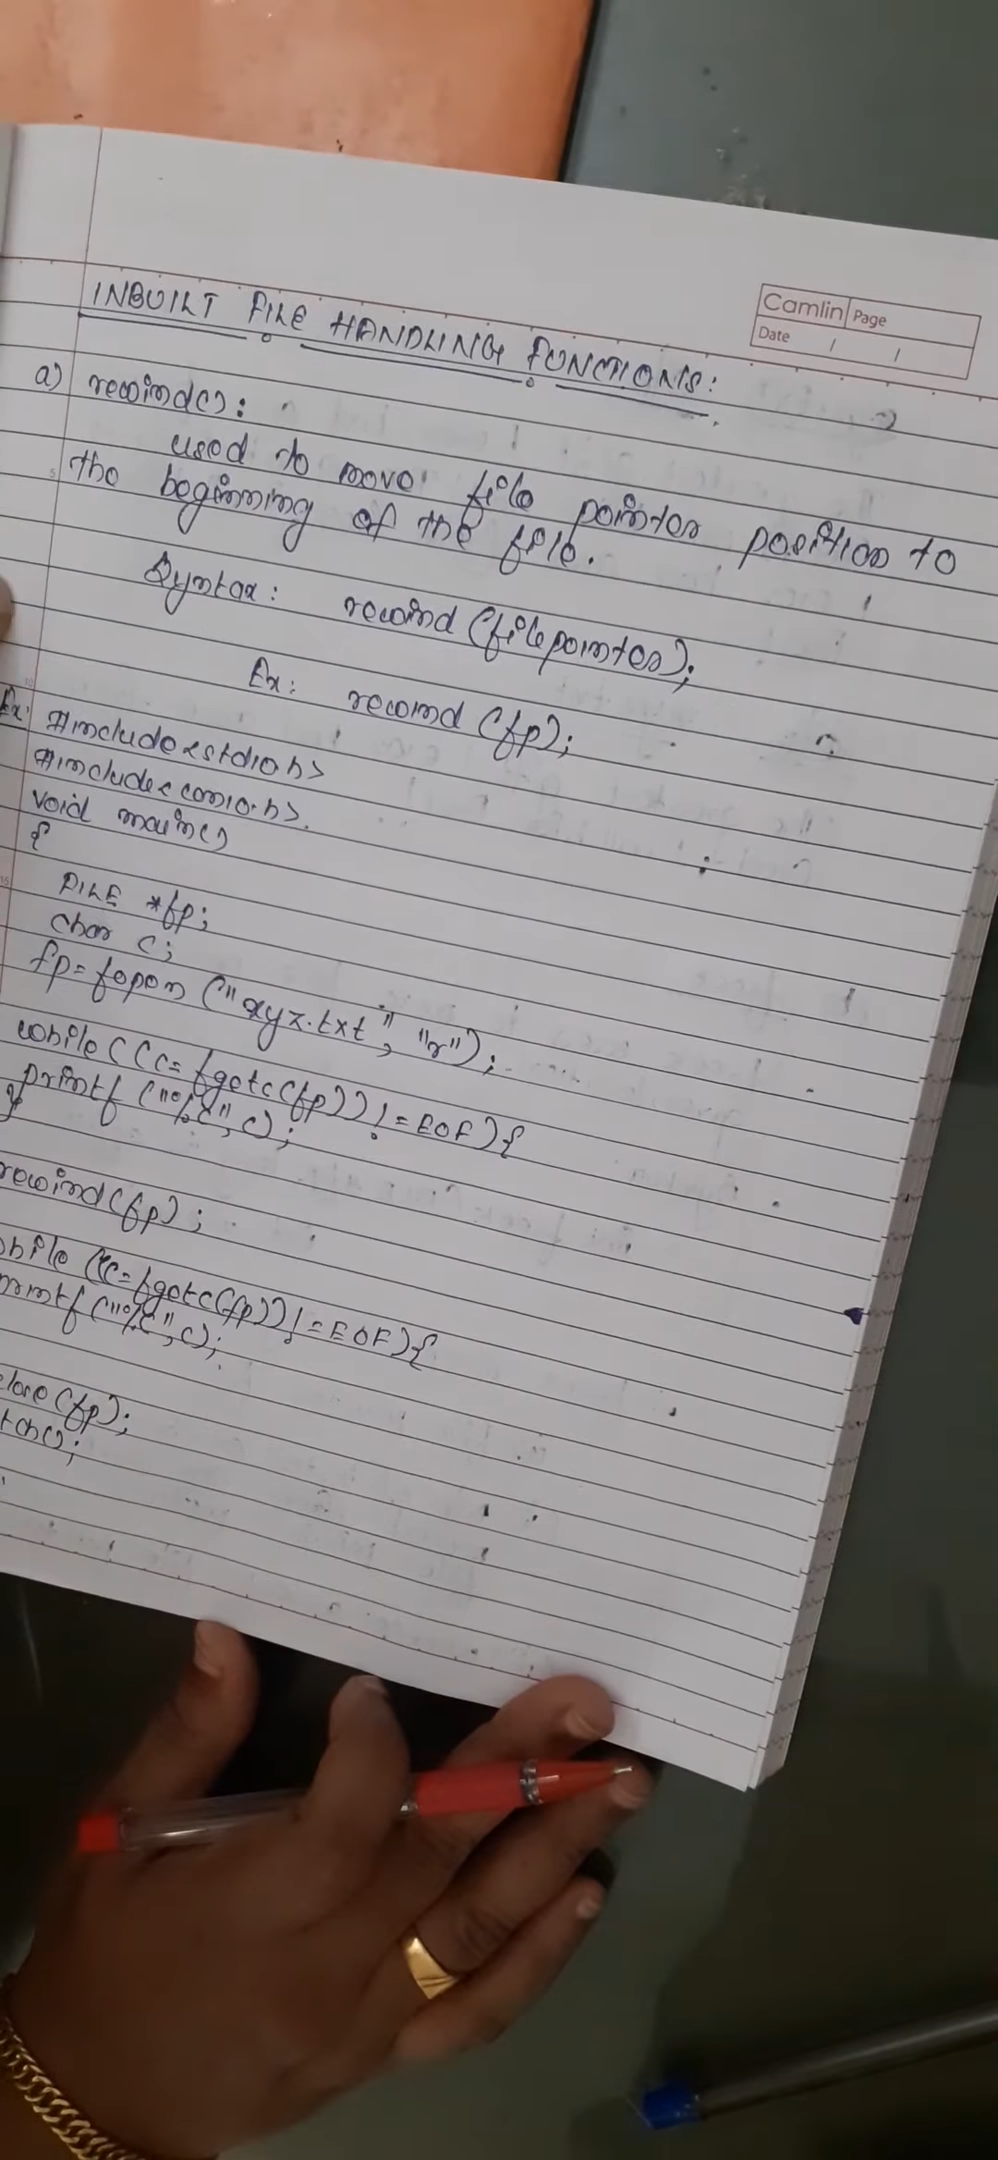 Camlin Page
Date / /
INBUILT FILE HANDLING FUNCTIONS:
a) rewind():
used to move file pointer position to
the beginning of the file.
Syntax: rewind (filepointer);
Ex: rewind (fp);
Ex: #include<stdio.h>
#include<conio.h>.
void main()
{
FILE *fp;
char c;
fp=fopen ("xyz.txt", "r");
while ((c=fgetc(fp))!=EOF){
printf ("%c",c);
}
rewind(fp);
while ((c=fgetc(fp))!=EOF){
printf("%c",c);
close(fp);
tch();